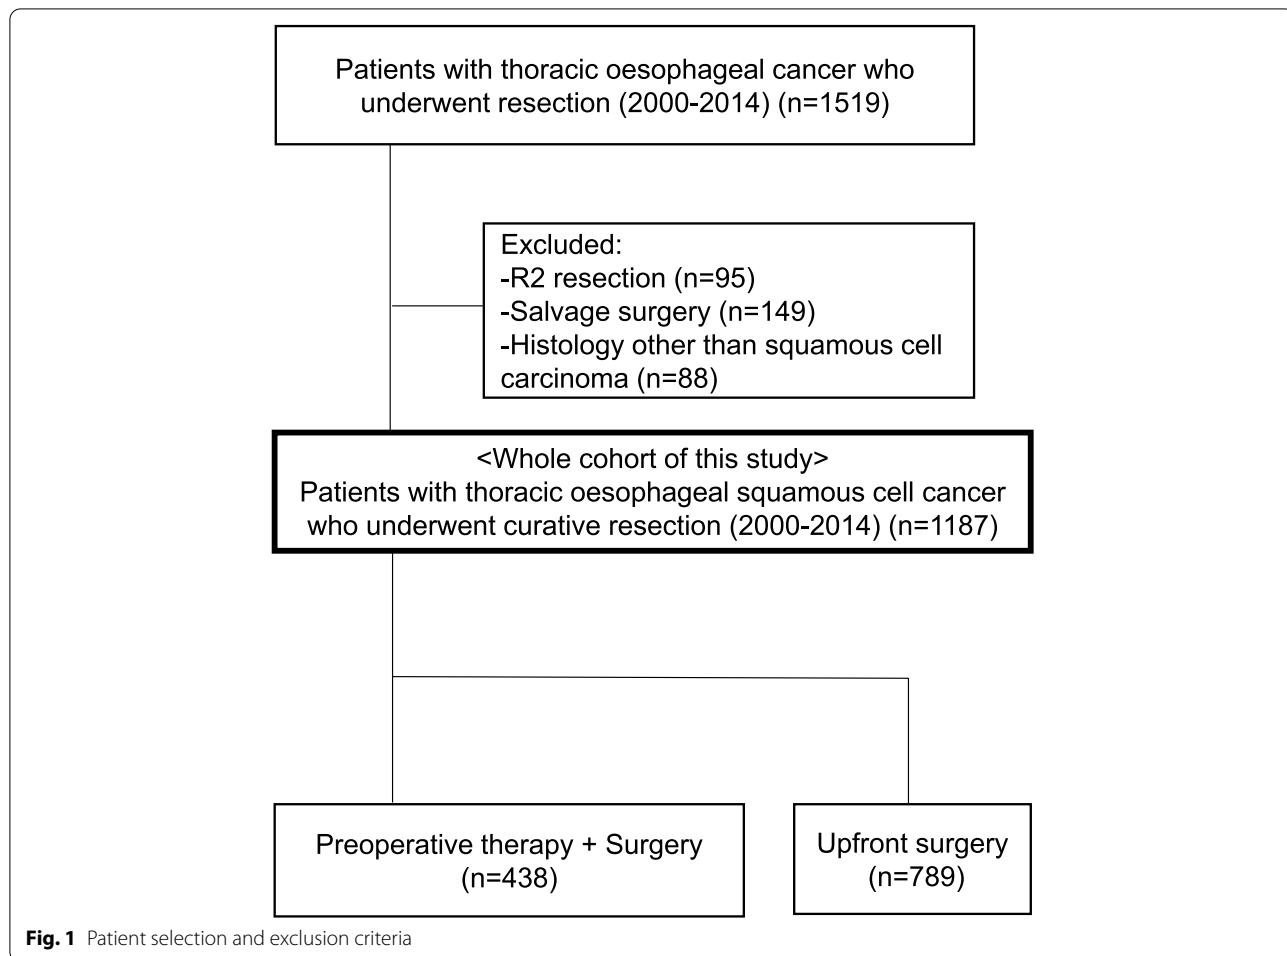 Patients with thoracic oesophageal cancer who
underwent resection (2000-2014) (n=1519)
Excluded:
-R2 resection (n=95)
-Salvage surgery (n=149)
-Histology other than squamous cell
carcinoma (n=88)
<Whole cohort of this study>
Patients with thoracic oesophageal squamous cell cancer
who underwent curative resection (2000-2014) (n=1187)
Preoperative therapy + Surgery
(n=438)
Upfront surgery
(n=789)
Fig. 1 Patient selection and exclusion criteria